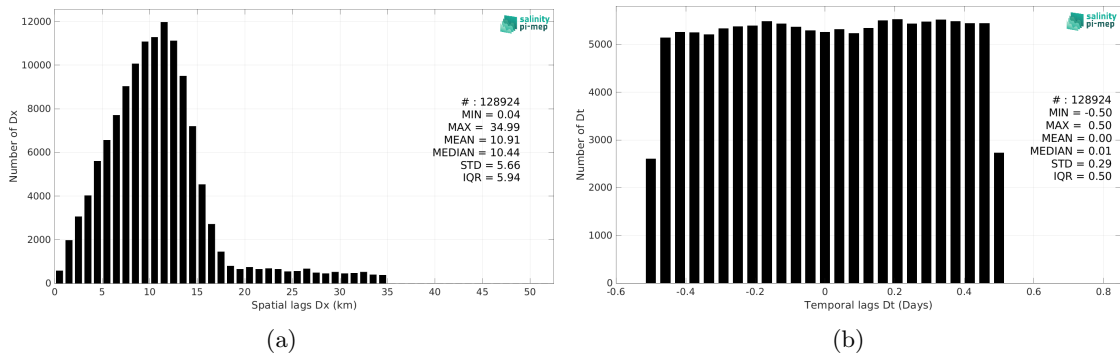 12000
10000
8000
6000
4000
2000
0
Number of Dx
salinity
pi-mep
# : 128924
MIN = 0.04
MAX = 34.99
MEAN = 10.91
MEDIAN = 10.44
STD = 5.66
IQR = 5.94
0 5 10 15 20 25 30 35 40 45 50
Spatial lags Dx (km)
(a)
5000
4000
3000
2000
1000
0
Number of Dt
salinity
pi-mep
# : 128924
MIN = -0.50
MAX = 0.50
MEAN = 0.00
MEDIAN = 0.01
STD = 0.29
IQR = 0.50
-0.6 -0.4 -0.2 0 0.2 0.4 0.6 0.8
Temporal lags Dt (Days)
(b)